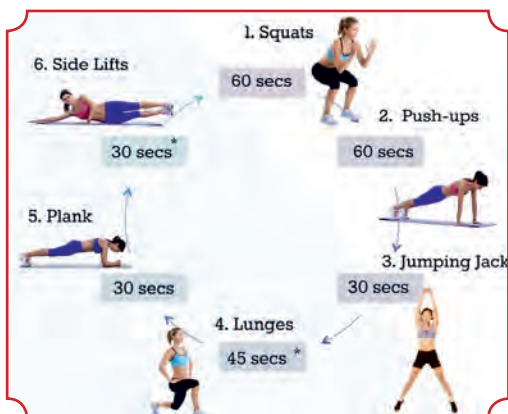 1. Squats
60 secs
2. Push-ups
60 secs
3. Jumping Jack
30 secs
4. Lunges
45 secs *
5. Plank
30 secs
6. Side Lifts
30 secs*